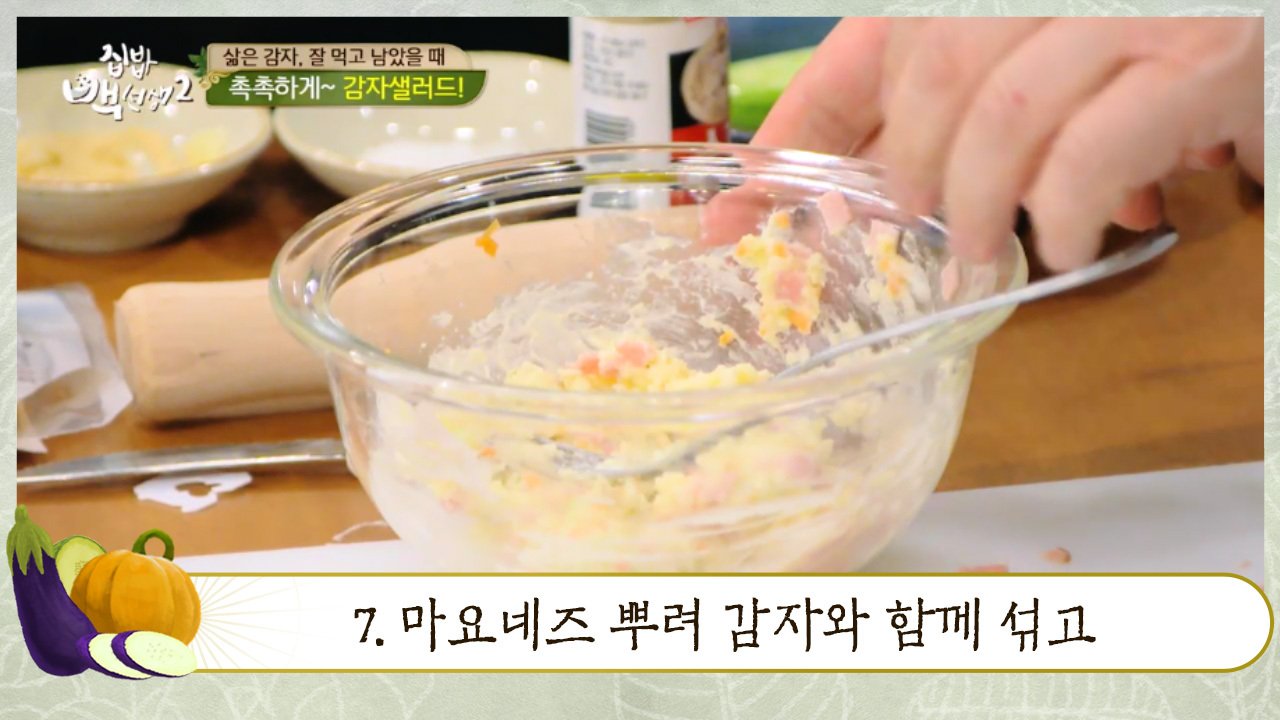 집밥
백선생2
삶은 감자, 잘 먹고 남았을 때
촉촉하게~ 감자샐러드!
7. 마요네즈 뿌려 감자와 함께 섞고